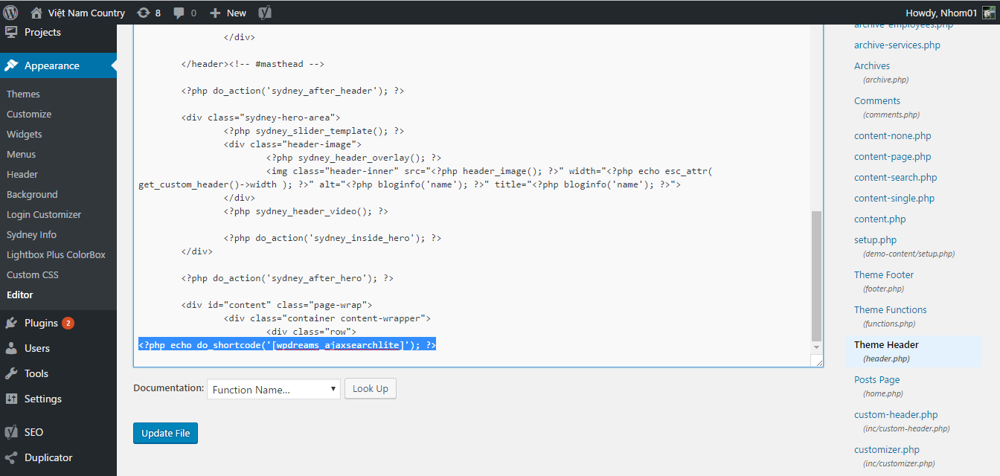 Việt Nam Country 8 0 New Howdy, Nhom01
Projects
Appearance
Themes
Customize
Widgets
Menus
Header
Background
Login Customizer
Sydney Info
Lightbox Plus ColorBox
Custom CSS
Editor
Plugins 2
Users
Tools
Settings
SEO
Duplicator
</div>
</header><!-- #masthead -->
<?php do_action('sydney_after_header'); ?>
<div class="sydney-hero-area">
<?php sydney_slider_template(); ?>
<div class="header-image">
<?php sydney_header_overlay(); ?>
<img class="header-inner" src="<?php header_image(); ?>" width="<?php echo esc_attr(
get_custom_header()->width ); ?>" alt="<?php bloginfo('name'); ?>" title="<?php bloginfo('name'); ?>">
</div>
<?php sydney_header_video(); ?>
<?php do_action('sydney_inside_hero'); ?>
</div>
<?php do_action('sydney_after_hero'); ?>
<div id="content" class="page-wrap">
<div class="container content-wrapper">
<div class="row">
<?php echo do_shortcode('[wpdreams_ajaxsearchlite]'); ?>
Documentation: Function Name... Look Up
Update File
archive-employees.php
archive-services.php
Archives
(archive.php)
Comments
(comments.php)
content-none.php
content-page.php
content-search.php
content-single.php
content.php
setup.php
(demo-content/setup.php)
Theme Footer
(footer.php)
Theme Functions
(functions.php)
Theme Header
(header.php)
Posts Page
(home.php)
custom-header.php
(inc/custom-header.php)
customizer.php
(inc/customizer.php)